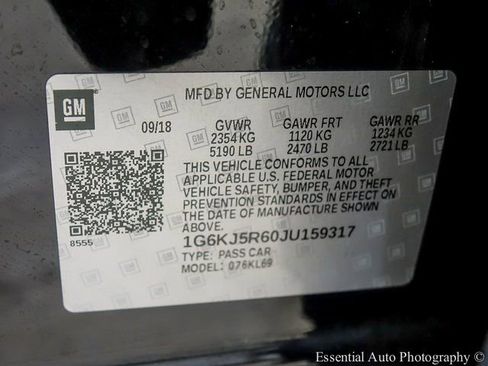 GM
MFD BY GENERAL MOTORS LLC
09/18 GVWR GAWR FRT GAWR RR
2354 KG 1120 KG 1234 KG
5190 LB 2470 LB 2721 LB
THIS VEHICLE CONFORMS TO ALL
APPLICABLE U.S. FEDERAL MOTOR
VEHICLE SAFETY, BUMPER, AND THEFT
PREVENTION STANDARDS IN EFFECT ON
THE DATE OF MANUFACTURE SHOWN
ABOVE.
8555
1G6KJ5R60JU159317
TYPE: PASS CAR
MODEL: 076KL69
Essential Auto Photography ©